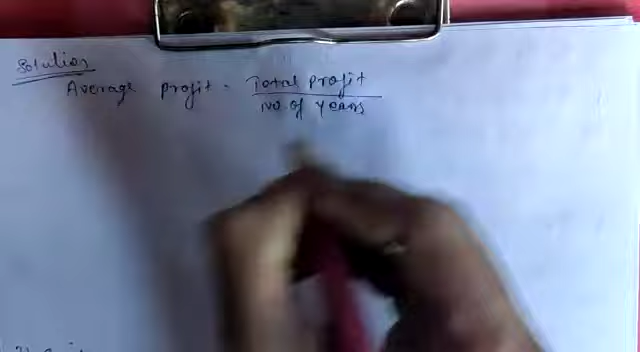 Solution
Average profit = Total profit
No. of years